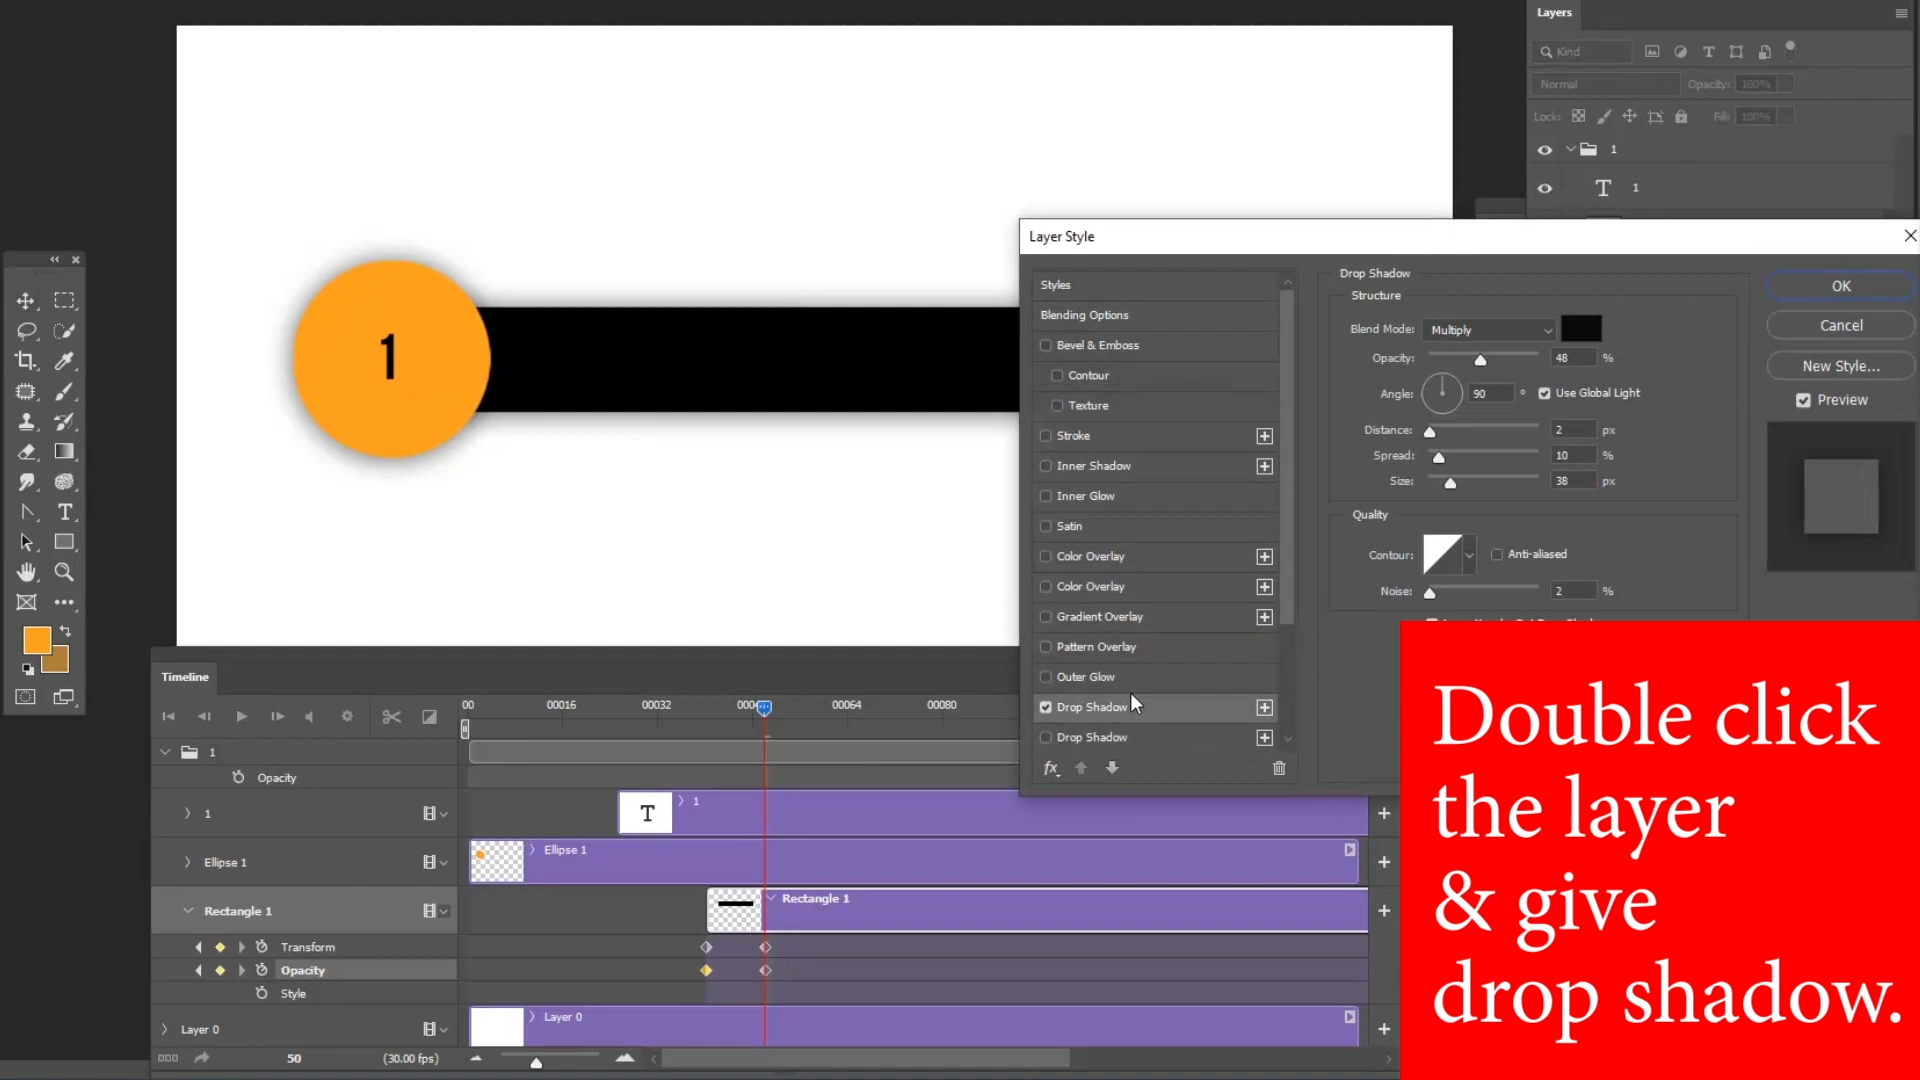 Layers
Kind
Normal
Opacity: 100%
Lock:
Fill: 100%
1
T 1
1
Layer Style
Styles
Blending Options
Bevel & Emboss
Contour
Texture
Stroke
Inner Shadow
Inner Glow
Satin
Color Overlay
Color Overlay
Gradient Overlay
Pattern Overlay
Outer Glow
Drop Shadow
Drop Shadow
fx
Drop Shadow
Structure
Blend Mode: Multiply
Opacity: 48 %
Angle: 90 ° Use Global Light
Distance: 2 px
Spread: 10 %
Size: 38 px
Quality
Contour: Anti-aliased
Noise: 2 %
OK
Cancel
New Style...
Preview
Timeline
00 00016 00032 00064 00080
1
Opacity
1
T 1
Ellipse 1
Ellipse 1
Rectangle 1
Rectangle 1
Transform
Opacity
Style
Layer 0
Layer 0
50 (30.00 fps)
Double click
the layer
& give
drop shadow.